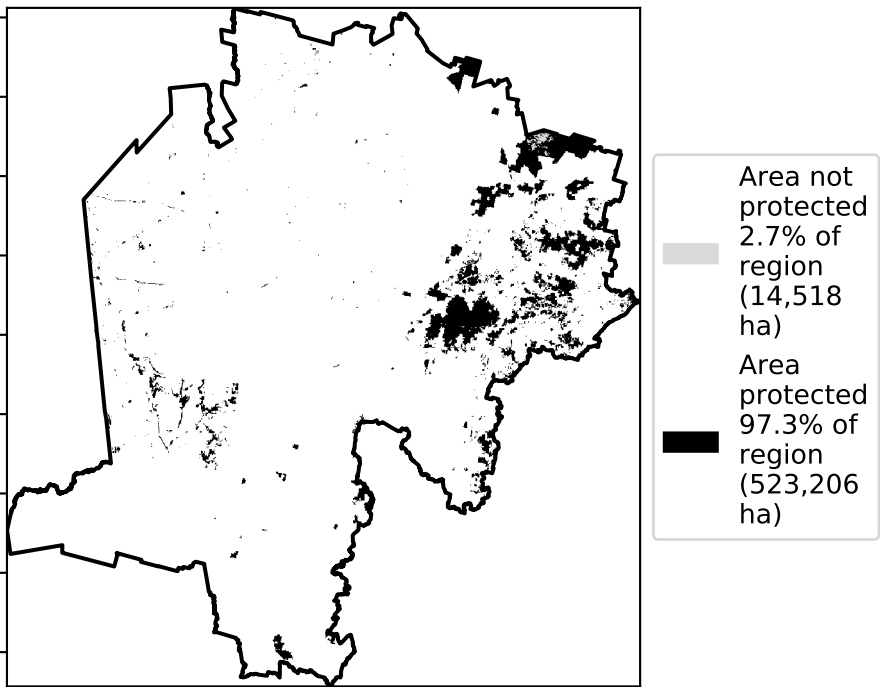 Area not
protected
2.7% of
region
(14,518
ha)
Area
protected
97.3% of
region
(523,206
ha)